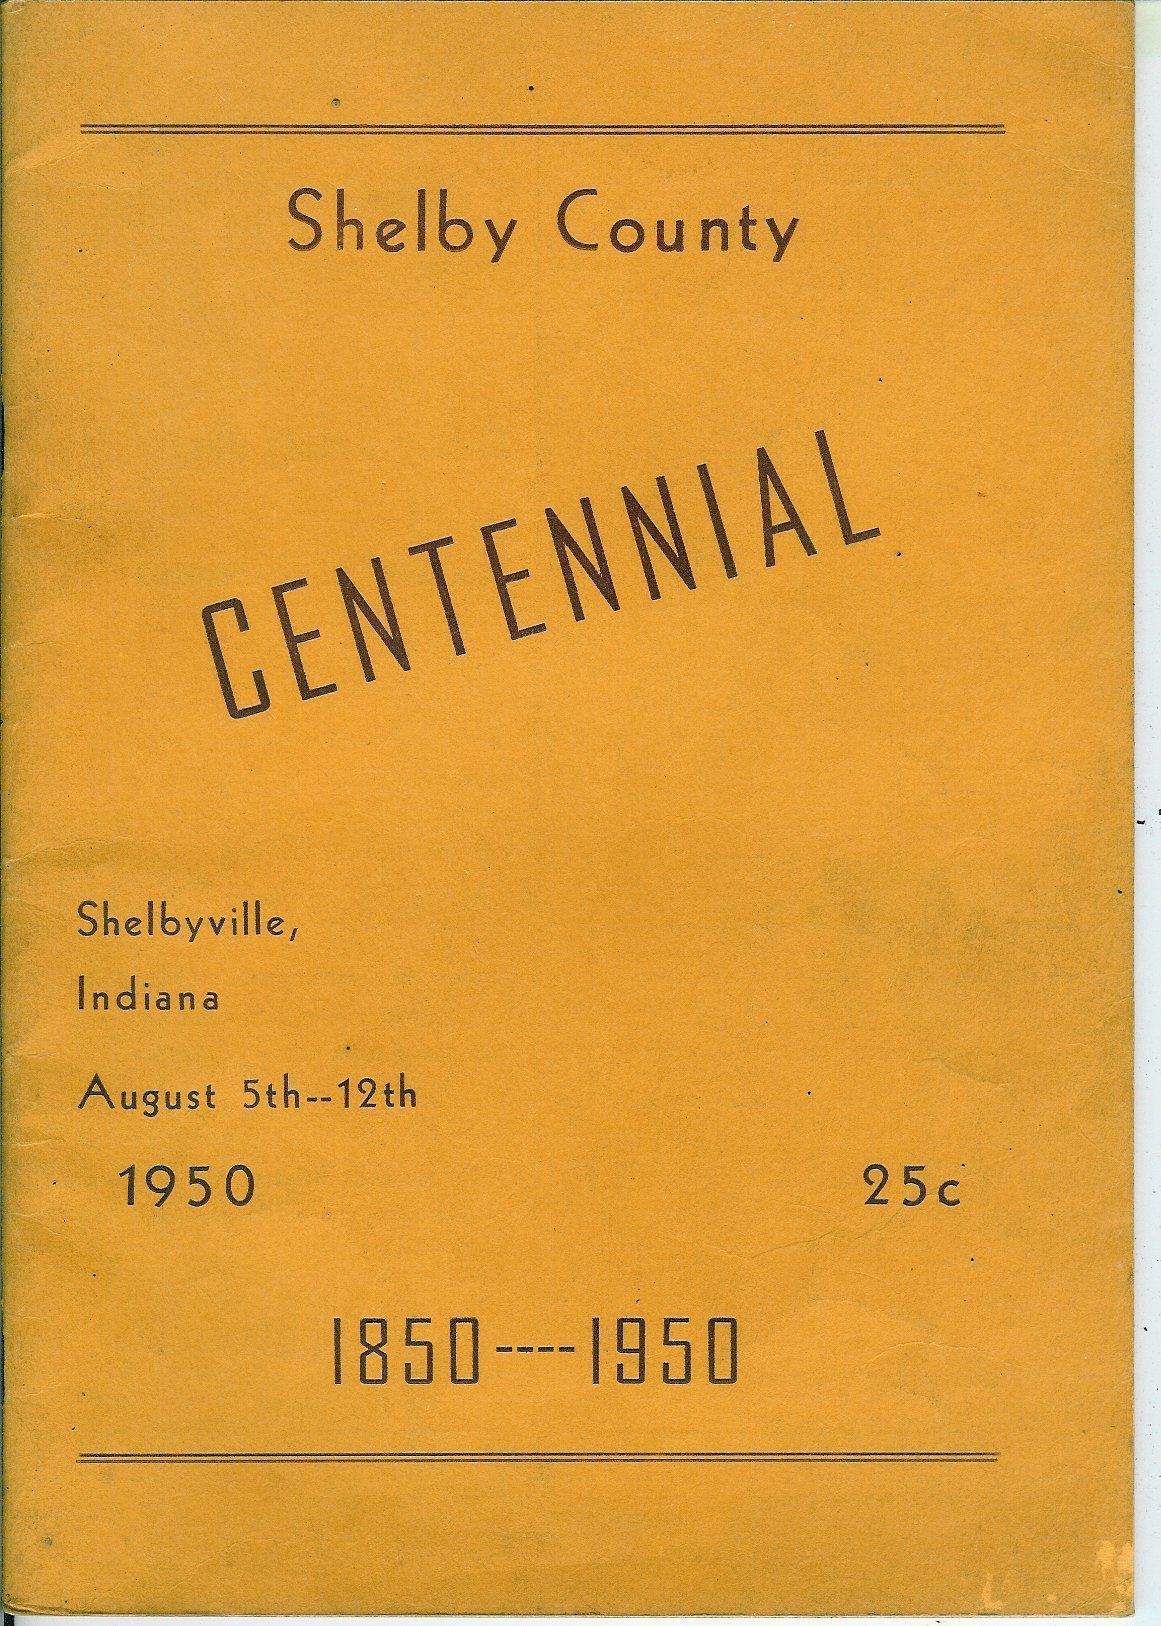 Shelby County
CENTENNIAL
Shelbyville,
Indiana
August 5th--12th
1950
25c
1850----1950